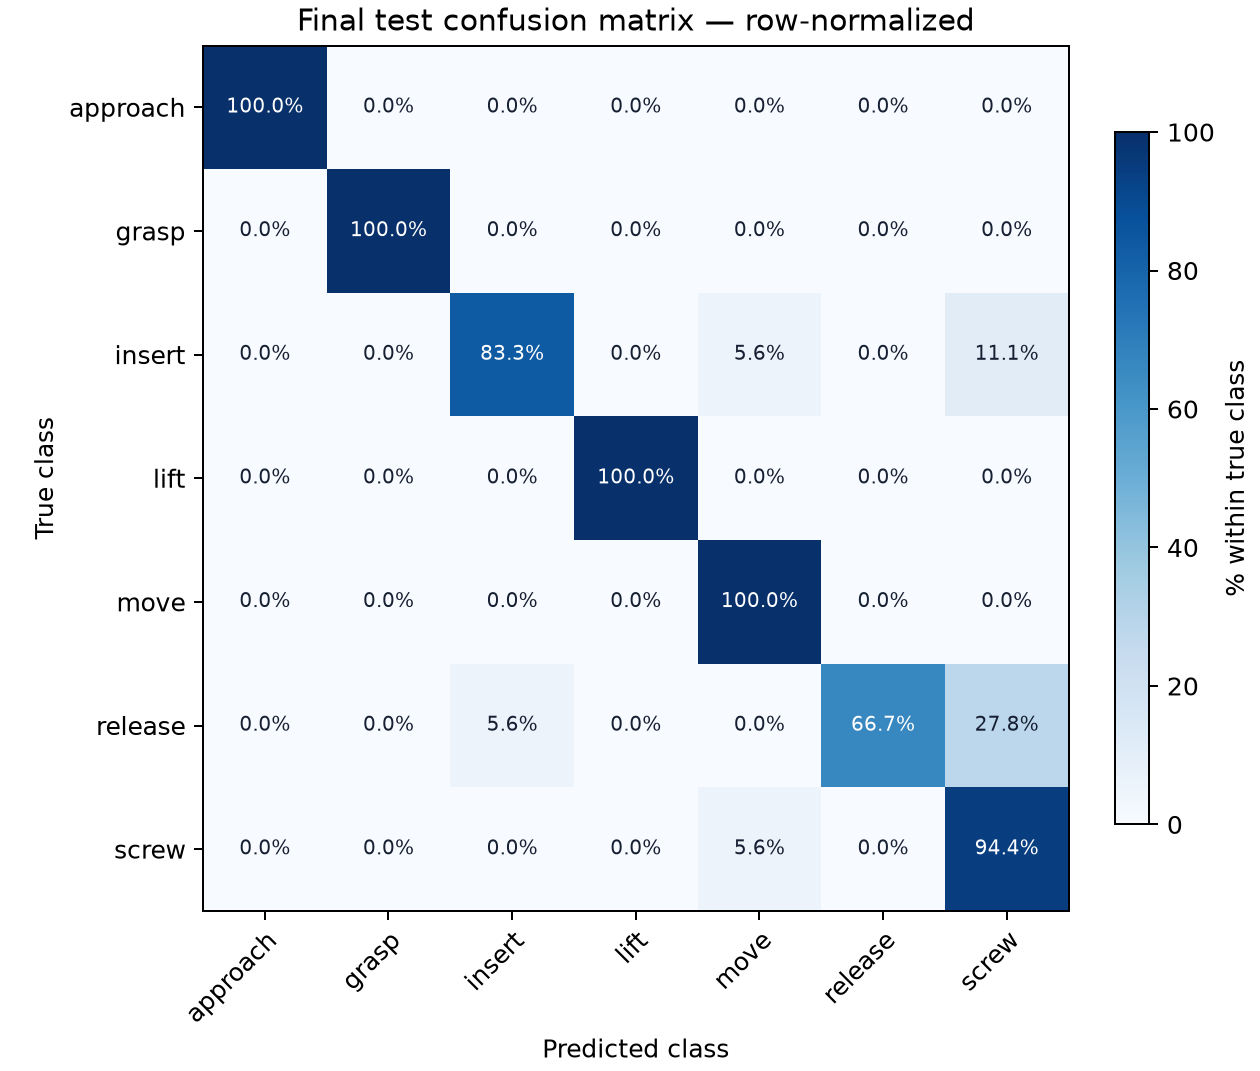 Final test confusion matrix — row-normalized
approach 100.0% 0.0% 0.0% 0.0% 0.0% 0.0% 0.0%
grasp 0.0% 100.0% 0.0% 0.0% 0.0% 0.0% 0.0%
insert 0.0% 0.0% 83.3% 0.0% 5.6% 0.0% 11.1%
lift 0.0% 0.0% 0.0% 100.0% 0.0% 0.0% 0.0%
move 0.0% 0.0% 0.0% 0.0% 100.0% 0.0% 0.0%
release 0.0% 0.0% 5.6% 0.0% 0.0% 66.7% 27.8%
screw 0.0% 0.0% 0.0% 0.0% 5.6% 0.0% 94.4%
approach grasp insert lift move release screw
Predicted class
True class
100
80
60
40
20
0
% within true class